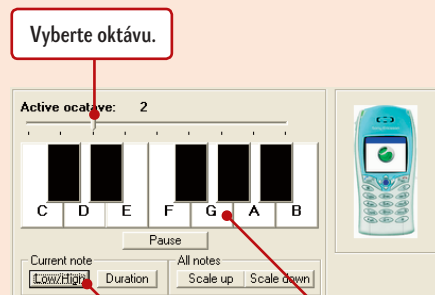 Vyberte oktávu.
Active ocatave: 2
C D E F G A B
Pause
Current note All notes
Low/High Duration Scale up Scale down